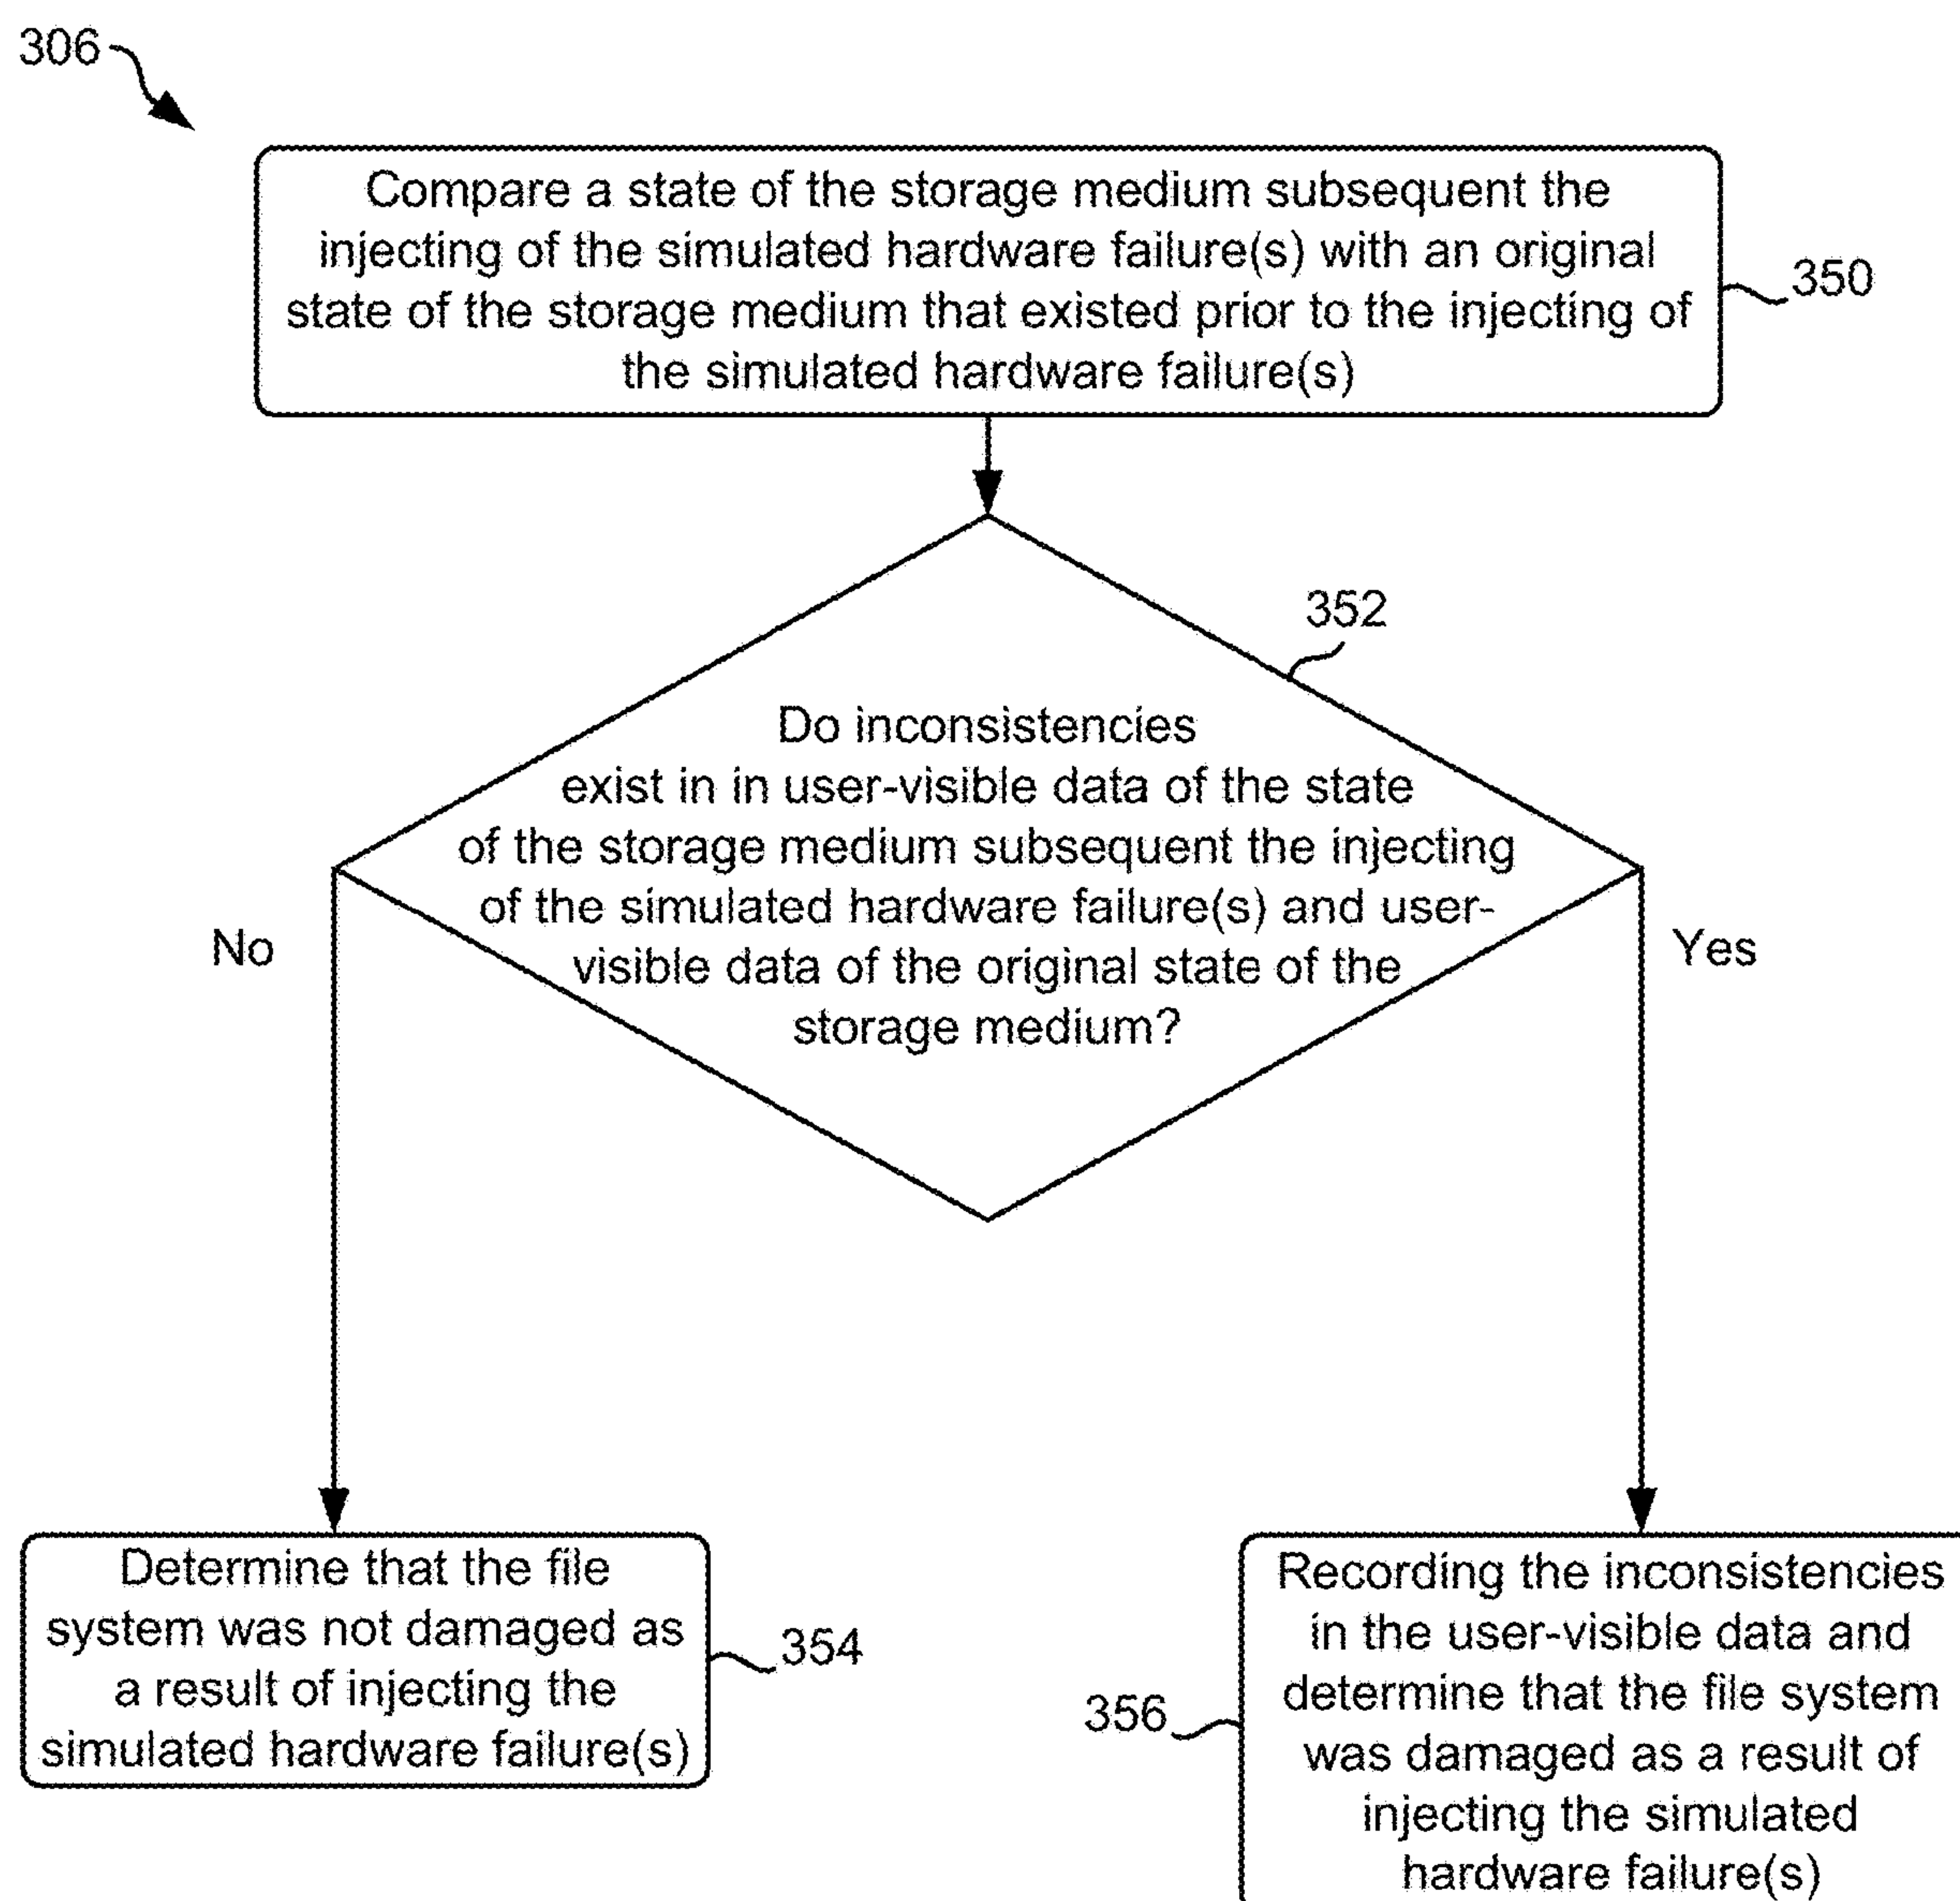 306
Compare a state of the storage medium subsequent the
injecting of the simulated hardware failure(s) with an original
state of the storage medium that existed prior to the injecting of
the simulated hardware failure(s)
350
352
Do inconsistencies
exist in in user-visible data of the state
of the storage medium subsequent the injecting
of the simulated hardware failure(s) and user-
visible data of the original state of the
storage medium?
No
Yes
Determine that the file
system was not damaged as
a result of injecting the
simulated hardware failure(s)
354
356
Recording the inconsistencies
in the user-visible data and
determine that the file system
was damaged as a result of
injecting the simulated
hardware failure(s)